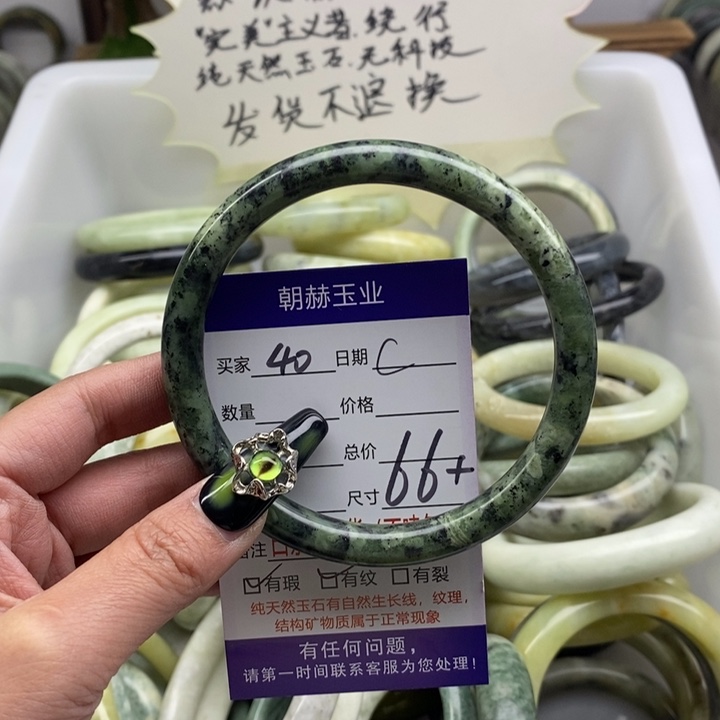 "完美"主义者.绕行
纯天然玉石.无科技
发货不退换
朝赫玉业
买家 40 日期 C
数量 价格
总价
尺寸 66+
☑有瑕 ☑有纹 □有裂
纯天然玉石有自然生长线，纹理，
结构矿物质属于正常现象
有任何问题，
请第一时间联系客服为您处理！